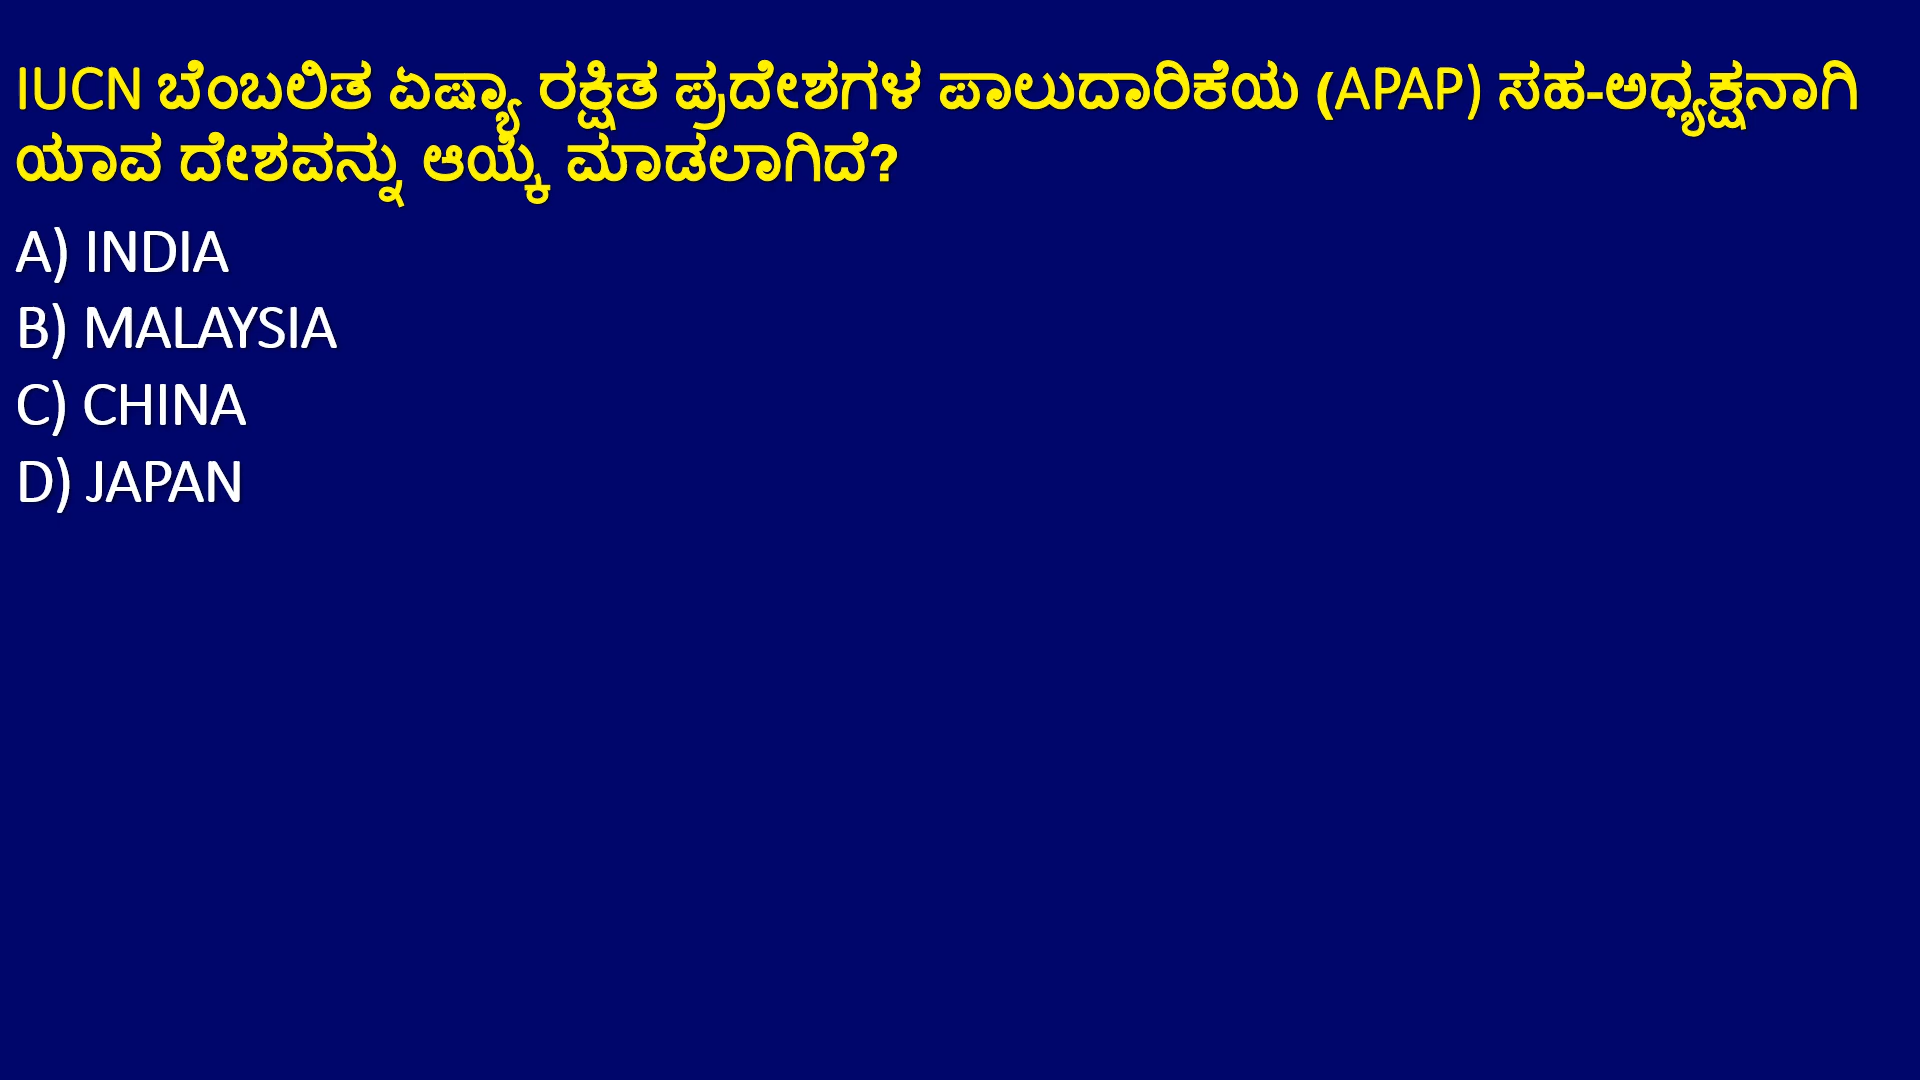 IUCN ಬೆಂಬಲಿತ ಏಷ್ಯಾ ರಕ್ಷಿತ ಪ್ರದೇಶಗಳ ಪಾಲುದಾರಿಕೆಯ (APAP) ಸಹ-ಅಧ್ಯಕ್ಷನಾಗಿ
ಯಾವ ದೇಶವನ್ನು ಆಯ್ಕೆ ಮಾಡಲಾಗಿದೆ?
A) INDIA
B) MALAYSIA
C) CHINA
D) JAPAN